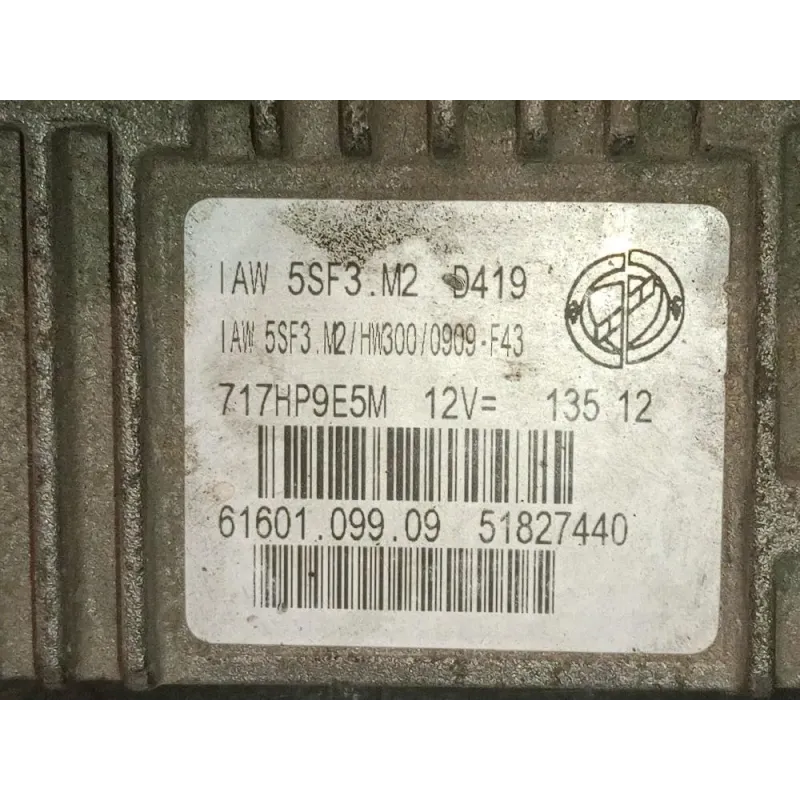 IAW 5SF3.M2 D419
IAW 5SF3.M2/HW300/0909-F43
717HP9E5M 12V= 135 12
61601.099.09 51827440